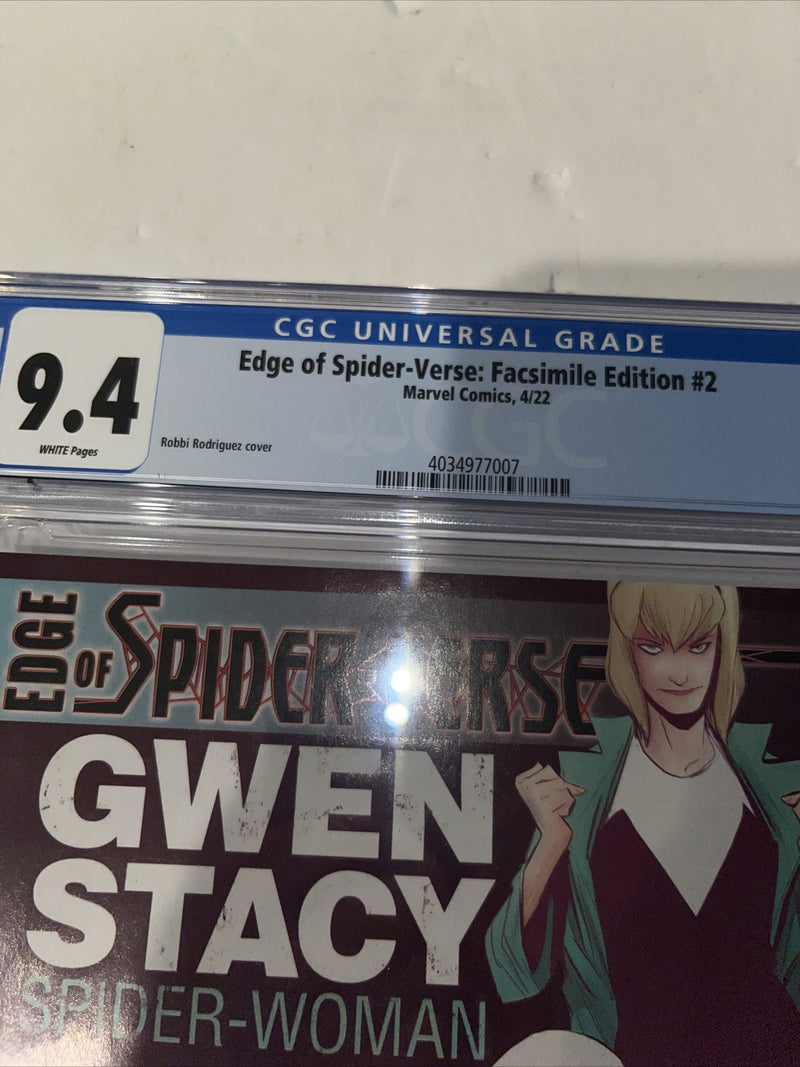 CGC UNIVERSAL GRADE
9.4
WHITE Pages
Edge of Spider-Verse: Facsimile Edition #2
Marvel Comics, 4/22
Robbi Rodriguez cover
CGC
4034977007
EDGE OF SPIDER-VERSE
GWEN
STACY
SPIDER-WOMAN